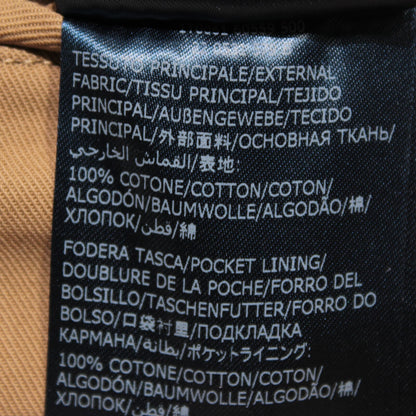 TESSUTO PRINCIPALE/EXTERNAL
FABRIC/TISSU PRINCIPAL/TEJIDO
PRINCIPAL/AUßENGEWEBE/TECIDO
PRINCIPAL/外部面料/ОСНОВНАЯ ТКАНЬ/
القماش الخارجي/表地:
100% COTONE/COTTON/COTON/
ALGODÓN/BAUMWOLLE/ALGODÃO/棉/
ХЛОПОК/قطن/綿
FODERA TASCA/POCKET LINING/
DOUBLURE DE LA POCHE/FORRO DEL
BOLSILLO/TASCHENFUTTER/FORRO DO
BOLSO/口袋衬里/ПОДКЛАДКА
КАРМАНА/بطانة/ポケットライニング:
100% COTONE/COTTON/COTON/
ALGODÓN/BAUMWOLLE/ALGODÃO/棉/
ХЛОПОК/قطن/綿